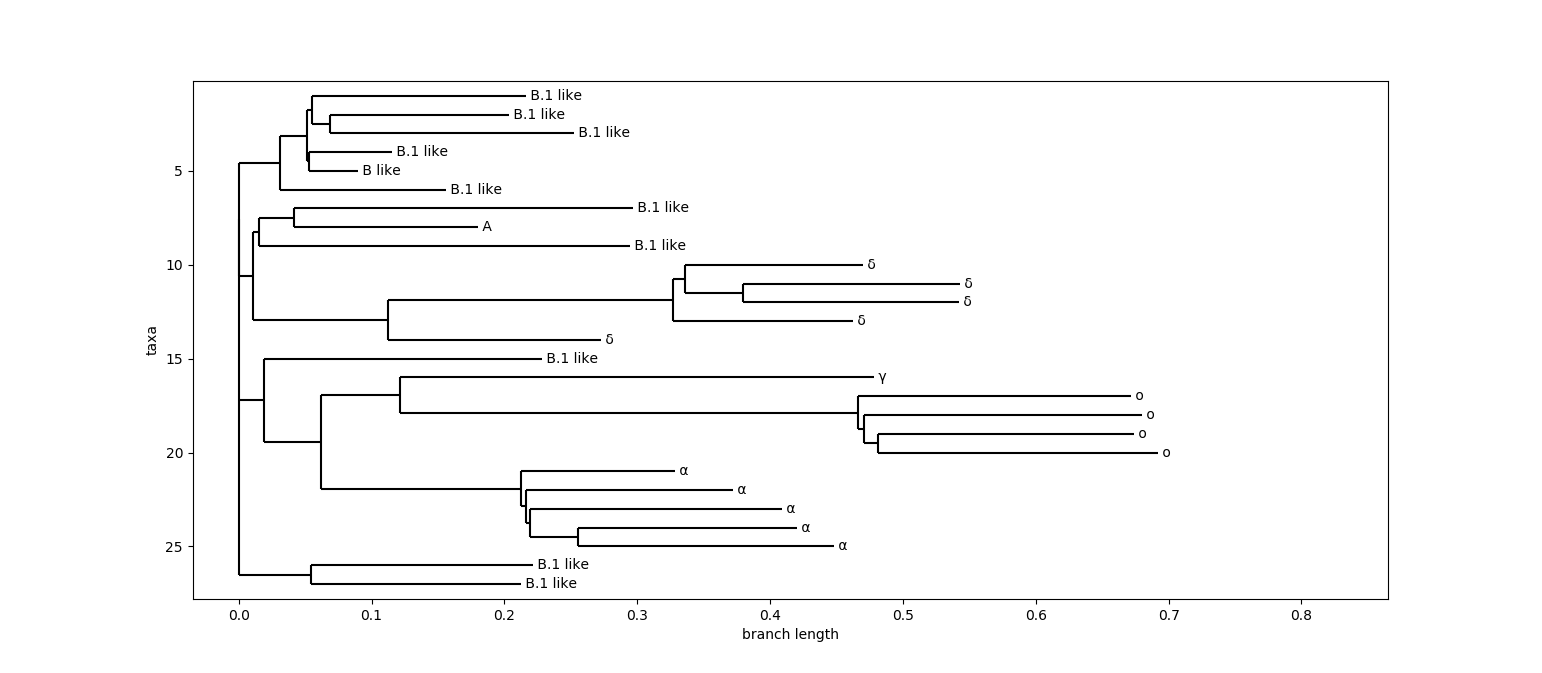 B.1 like
B.1 like
B.1 like
B.1 like
B like
B.1 like
B.1 like
A
B.1 like
δ
δ
δ
δ
δ
B.1 like
γ
ο
ο
ο
ο
α
α
α
α
α
B.1 like
B.1 like
5
10
15
20
25
taxa
0.0 0.1 0.2 0.3 0.4 0.5 0.6 0.7 0.8
branch length